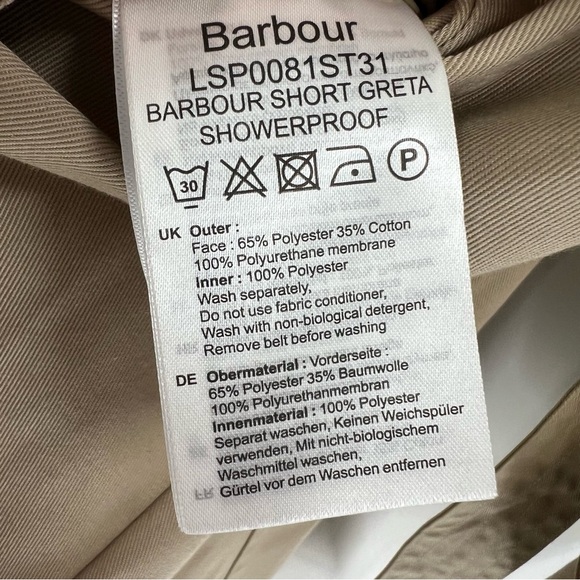 Barbour
LSP0081ST31
BARBOUR SHORT GRETA
SHOWERPROOF
30
P
UK Outer :
Face : 65% Polyester 35% Cotton
100% Polyurethane membrane
Inner : 100% Polyester
Wash separately,
Do not use fabric conditioner,
Wash with non-biological detergent,
Remove belt before washing
DE Obermaterial : Vorderseite :
65% Polyester 35% Baumwolle
100% Polyurethanmembran
Innenmaterial : 100% Polyester
Separat waschen, Keinen Weichspüler
verwenden, Mit nicht-biologischem
Waschmittel waschen,
Gürtel vor dem Waschen entfernen